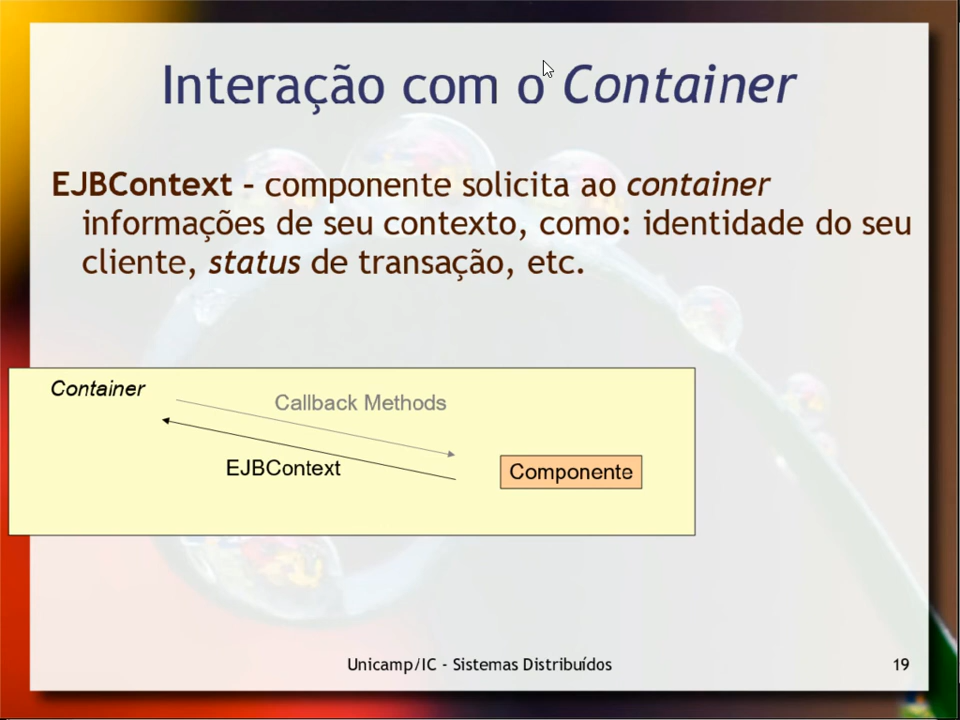 Interação com o Container
EJBContext - componente solicita ao container
informações de seu contexto, como: identidade do seu
cliente, status de transação, etc.
Container
Callback Methods
EJBContext
Componente
Unicamp/IC - Sistemas Distribuídos
19